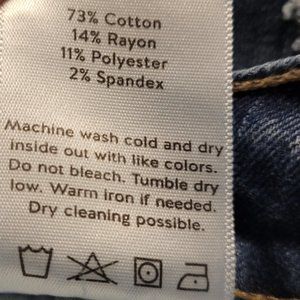 73% Cotton
14% Rayon
11% Polyester
2% Spandex
Machine wash cold and dry
inside out with like colors.
Do not bleach. Tumble dry
low. Warm iron if needed.
Dry cleaning possible.